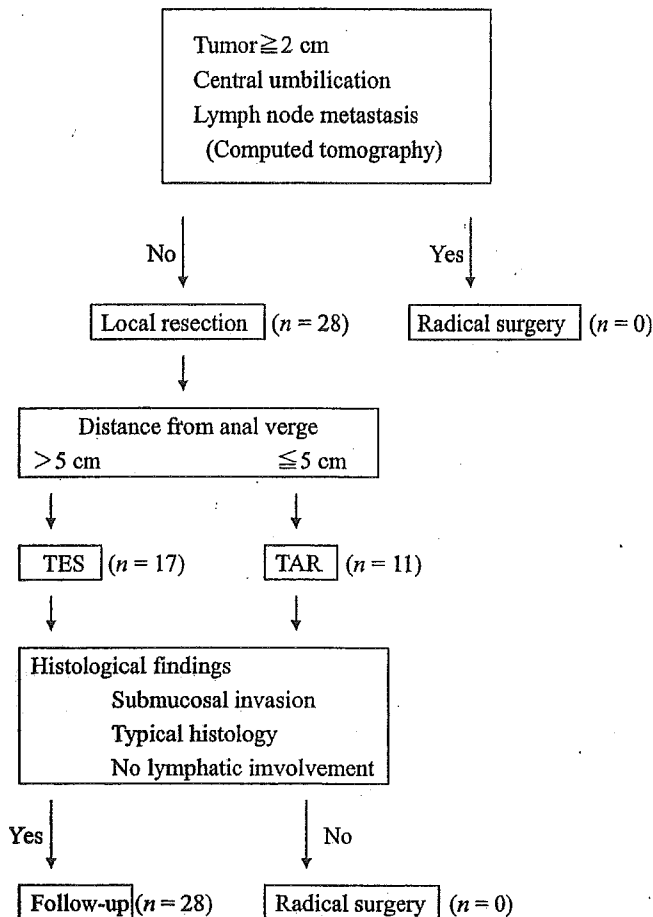 Tumor≧2 cm
Central umbilication
Lymph node metastasis
(Computed tomography)
No
Yes
Local resection (n = 28)
Radical surgery (n = 0)
Distance from anal verge
>5 cm
≦5 cm
TES (n = 17)
TAR (n = 11)
Histological findings
Submucosal invasion
Typical histology
No lymphatic imvolvement
Yes
No
Follow-up (n = 28)
Radical surgery (n = 0)